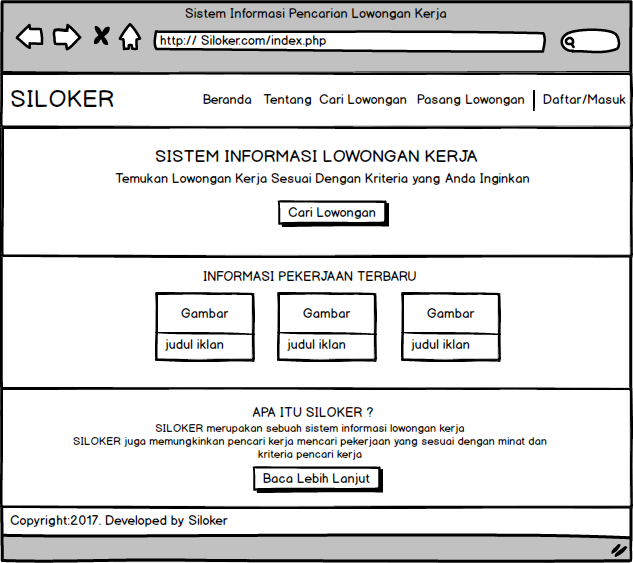 Sistem Informasi Pencarian Lowongan Kerja
http:// Siloker.com/index.php
SILOKER
Beranda Tentang Cari Lowongan Pasang Lowongan Daftar/Masuk
SISTEM INFORMASI LOWONGAN KERJA
Temukan Lowongan Kerja Sesuai Dengan Kriteria yang Anda Inginkan
Cari Lowongan
INFORMASI PEKERJAAN TERBARU
Gambar Gambar Gambar
judul iklan judul iklan judul iklan
APA ITU SILOKER ?
SILOKER merupakan sebuah sistem informasi lowongan kerja
SILOKER juga memungkinkan pencari kerja mencari pekerjaan yang sesuai dengan minat dan
kriteria pencari kerja
Baca Lebih Lanjut
Copyright:2017. Developed by Siloker